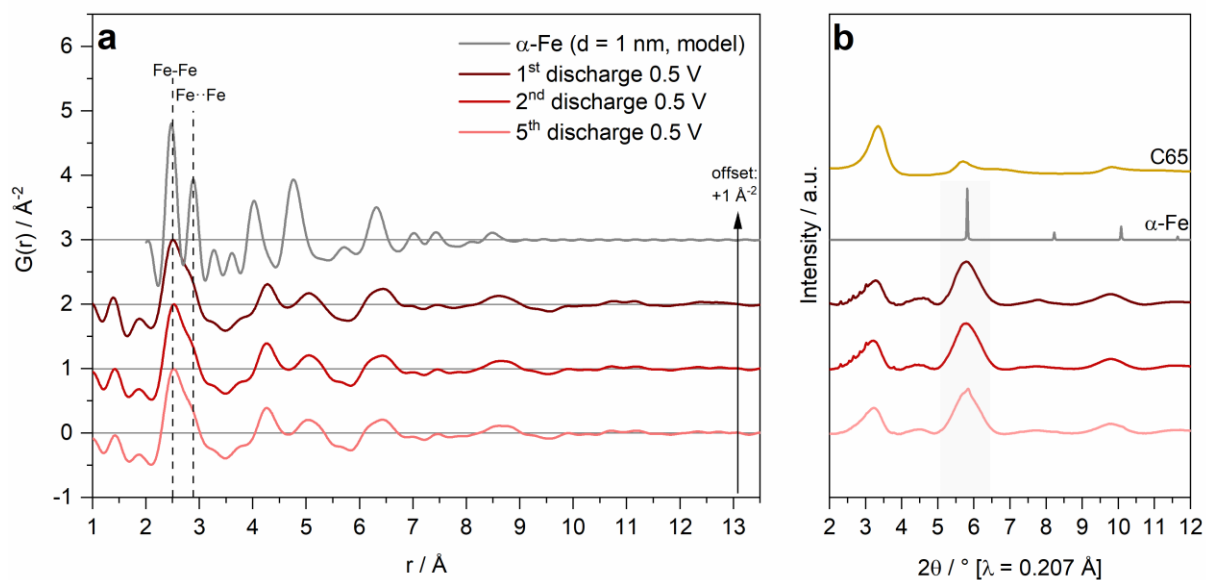 a
α-Fe (d = 1 nm, model)
1st discharge 0.5 V
2nd discharge 0.5 V
5th discharge 0.5 V
Fe-Fe
Fe··Fe
offset:
+1 Å-2
6
5
4
3
2
1
0
-1
G(r) / Å-2
1 2 3 4 5 6 7 8 9 10 11 12 13
r / Å
b
C65
α-Fe
Intensity / a.u.
2 3 4 5 6 7 8 9 10 11 12
2θ / ° [λ = 0.207 Å]